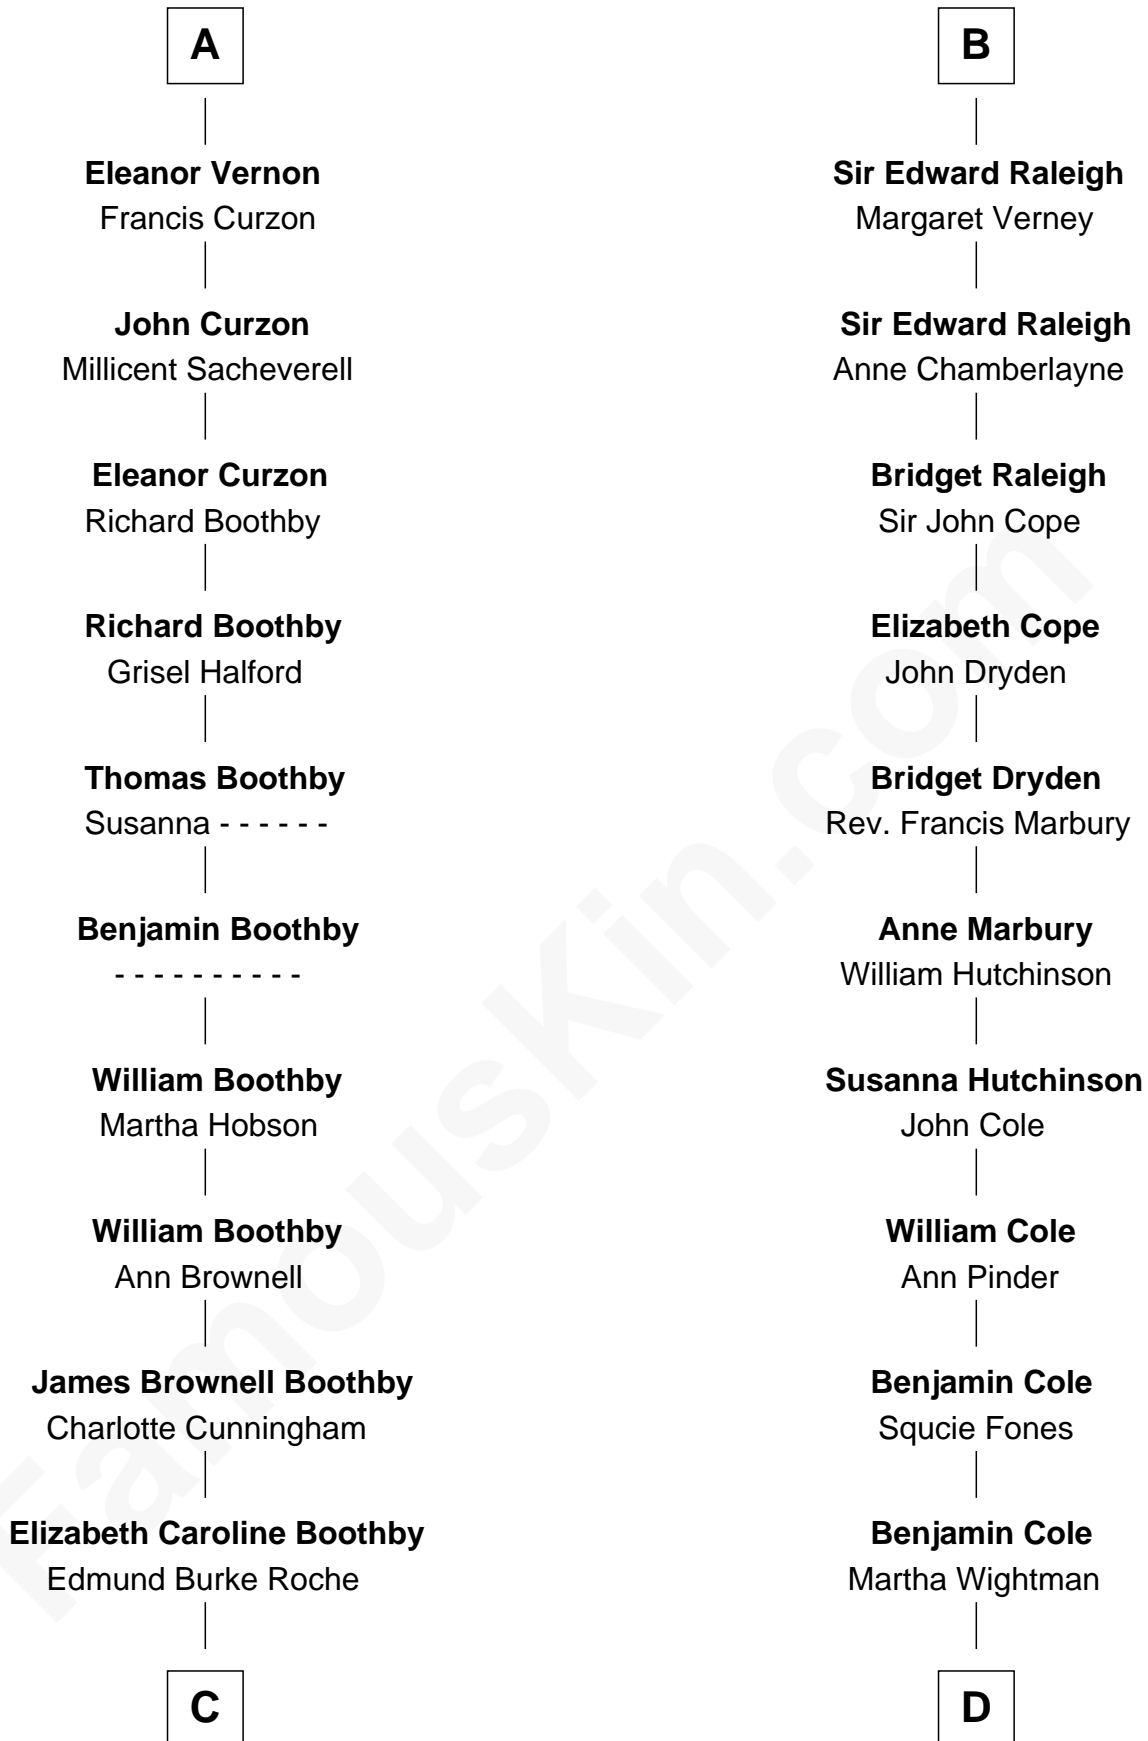 A
Eleanor Vernon
Francis Curzon
John Curzon
Millicent Sacheverell
Eleanor Curzon
Richard Boothby
Richard Boothby
Grisel Halford
Thomas Boothby
Susanna - - - - - -
Benjamin Boothby
- - - - - - - - - -
William Boothby
Martha Hobson
William Boothby
Ann Brownell
James Brownell Boothby
Charlotte Cunningham
Elizabeth Caroline Boothby
Edmund Burke Roche
C
B
Sir Edward Raleigh
Margaret Verney
Sir Edward Raleigh
Anne Chamberlayne
Bridget Raleigh
Sir John Cope
Elizabeth Cope
John Dryden
Bridget Dryden
Rev. Francis Marbury
Anne Marbury
William Hutchinson
Susanna Hutchinson
John Cole
William Cole
Ann Pinder
Benjamin Cole
Squcie Fones
Benjamin Cole
Martha Wightman
D
FamousKin.com